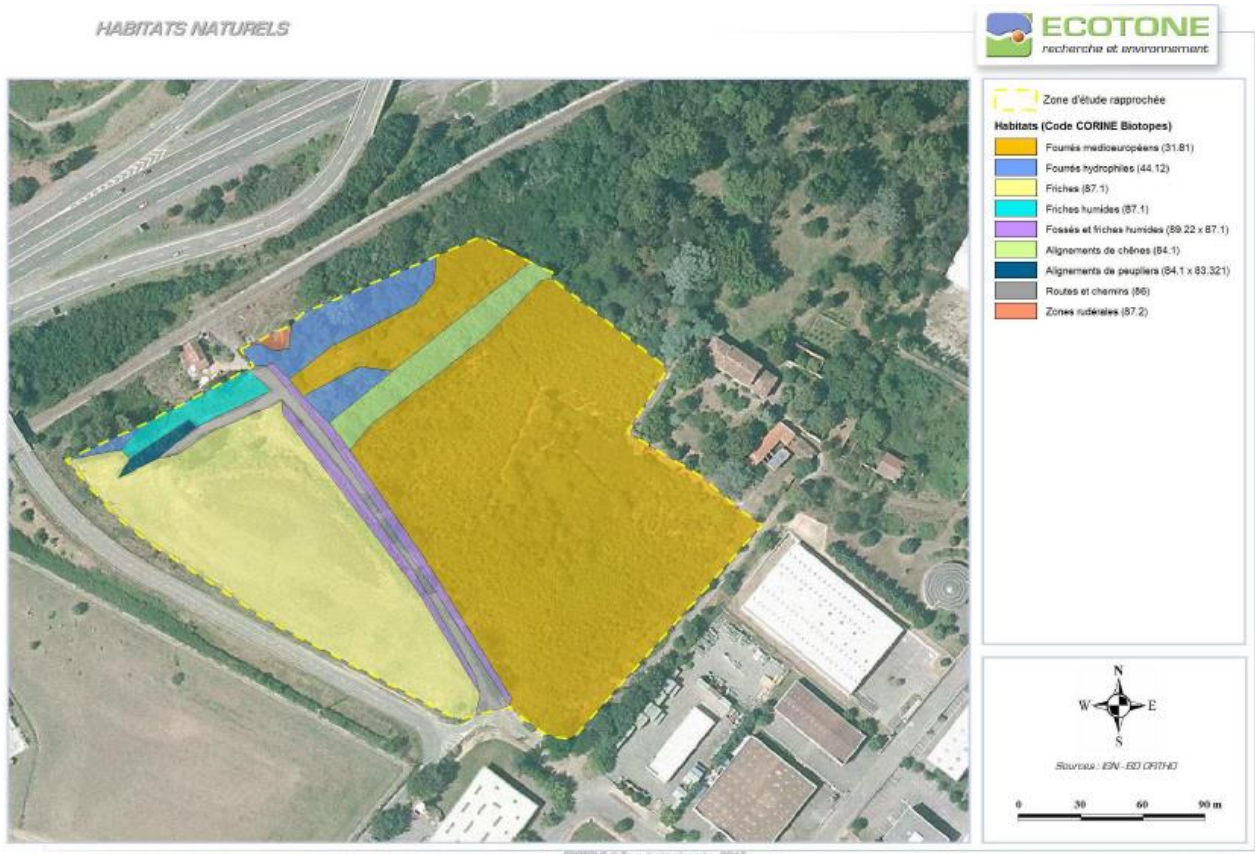 HABITATS NATURELS
ECOTONE
recherche et environnement
Zone d'étude rapprochée
Habitats (Code CORINE Biotopes)
Fourrés medioeuropéens (31.81)
Fourrés hydrophiles (44.12)
Friches (87.1)
Friches humides (87.1)
Fossés et friches humides (89.22 x 87.1)
Alignements de chênes (84.1)
Alignements de peupliers (84.1 x 83.321)
Routes et chemins (86)
Zones rudérales (87.2)
N
W E
S
Sources : IGN - BD ORTHO
0 30 60 90 m